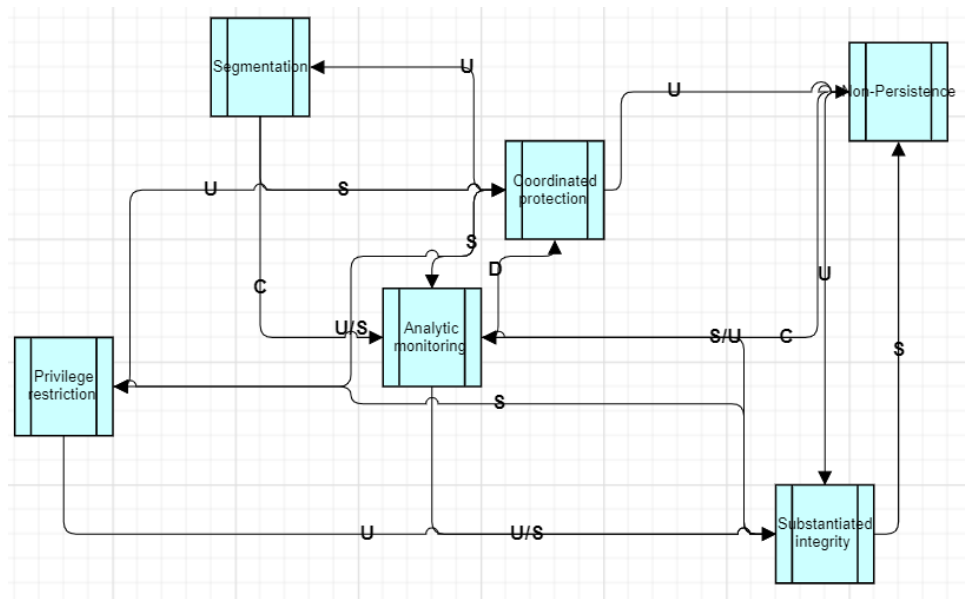 Segmentation
U
U
Non-Persistence
U
S
Coordinated
protection
S
D
U
C
U/S
Analytic
monitoring
S/U
C
S
Privilege
restriction
S
U
U/S
Substantiated
integrity